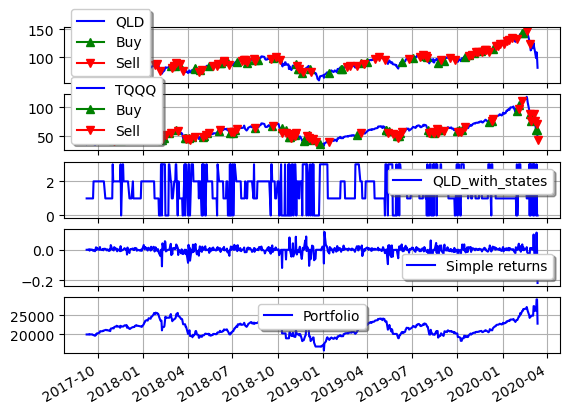 150
100
QLD
Buy
Sell
100
50
TQQQ
Buy
Sell
2
0
QLD_with_states
0.0
−0.2
Simple returns
25000
20000
Portfolio
2017-10
2018-01
2018-04
2018-07
2018-10
2019-01
2019-04
2019-07
2019-10
2020-01
2020-04